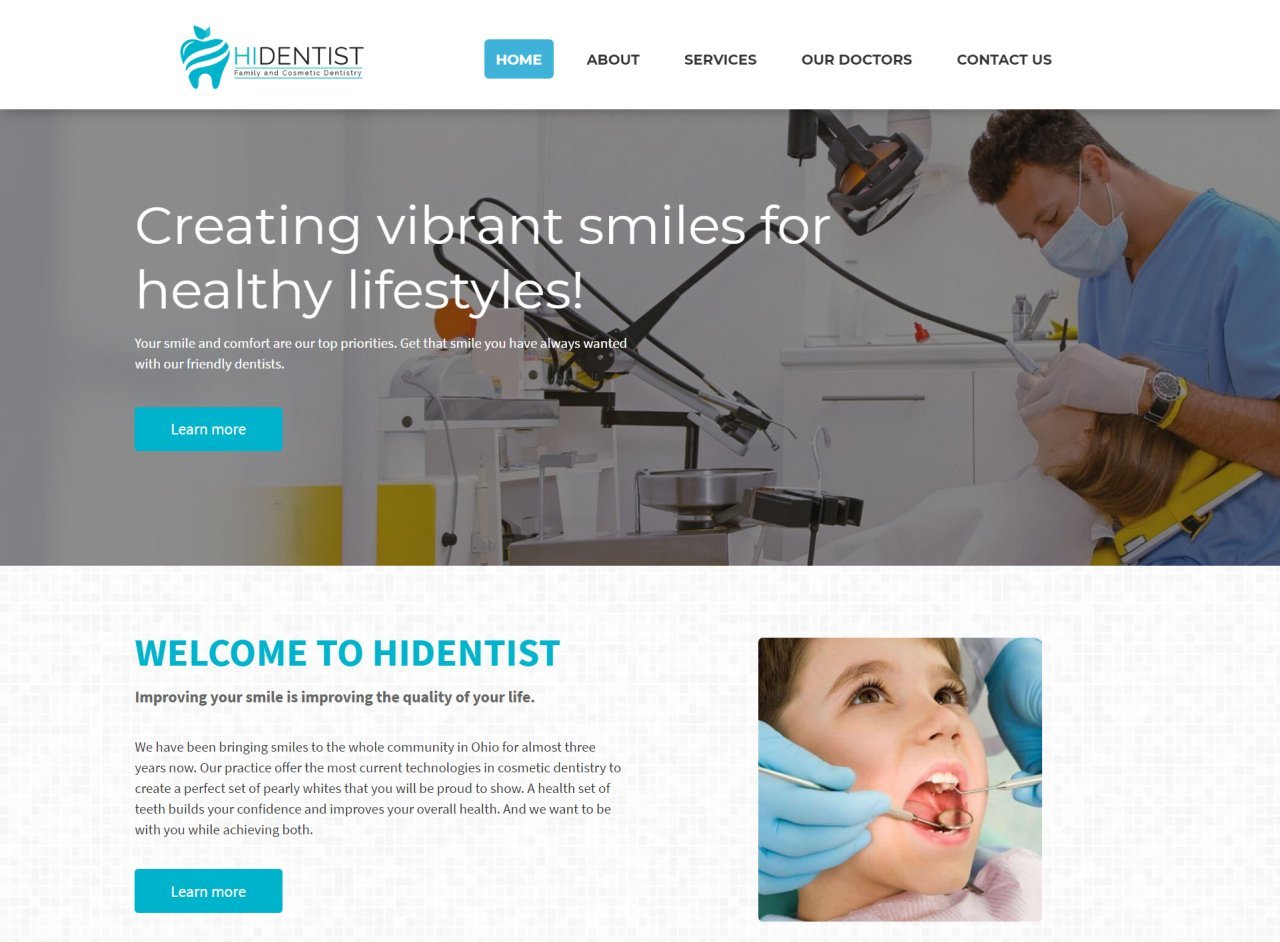 HIDENTIST
Family and Cosmetic Dentistry
HOME
ABOUT
SERVICES
OUR DOCTORS
CONTACT US
Creating vibrant smiles for
healthy lifestyles!
Your smile and comfort are our top priorities. Get that smile you have always wanted
with our friendly dentists.
Learn more
WELCOME TO HIDENTIST
Improving your smile is improving the quality of your life.
We have been bringing smiles to the whole community in Ohio for almost three
years now. Our practice offer the most current technologies in cosmetic dentistry to
create a perfect set of pearly whites that you will be proud to show. A health set of
teeth builds your confidence and improves your overall health. And we want to be
with you while achieving both.
Learn more